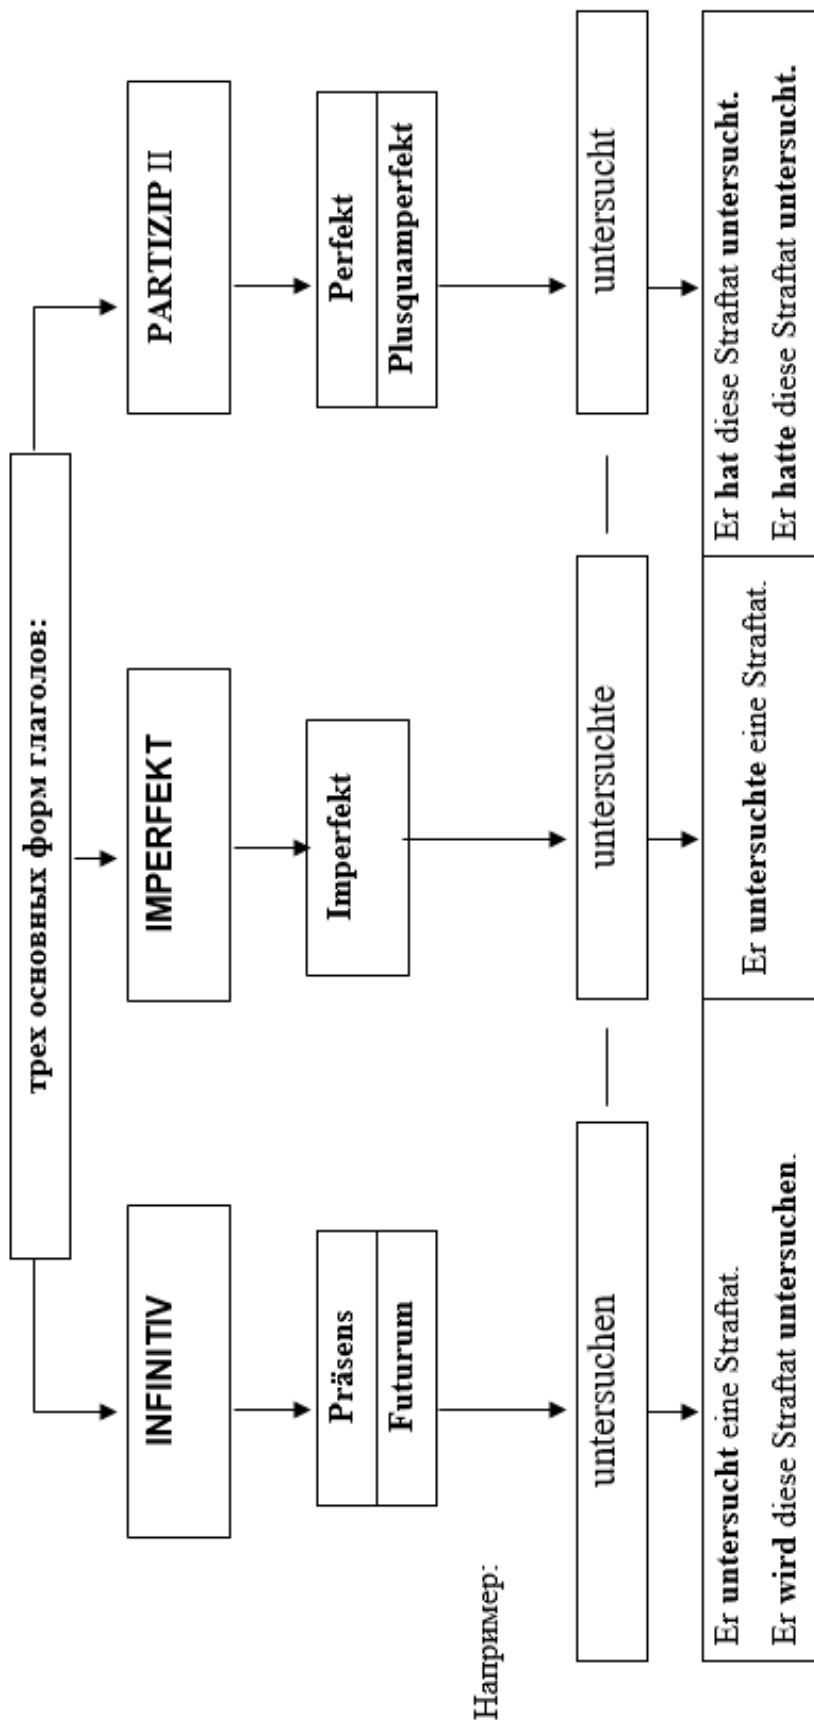 трех основных форм глаголов:
INFINITIV
IMPERFEKT
PARTIZIP II
Präsens
Futurum
Imperfekt
Perfekt
Plusquamperfekt
Например:
untersuchen
—
untersuchte
—
untersucht
Er untersucht eine Straftat.
Er wird diese Straftat untersuchen.
Er untersuchte eine Straftat.
Er hat diese Straftat untersucht.
Er hatte diese Straftat untersucht.